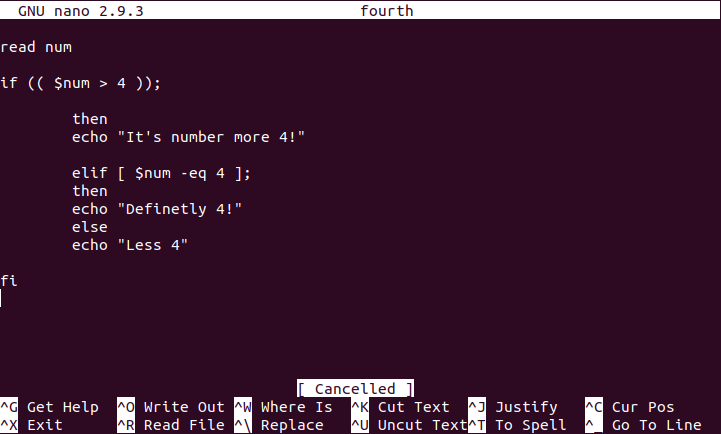 GNU nano 2.9.3 fourth
read num
if (( $num > 4 ));
then
echo "It's number more 4!"
elif [ $num -eq 4 ];
then
echo "Definetly 4!"
else
echo "Less 4"
fi
[ Cancelled ]
^G Get Help ^O Write Out ^W Where Is ^K Cut Text ^J Justify ^C Cur Pos
^X Exit ^R Read File ^\ Replace ^U Uncut Text ^T To Spell ^_ Go To Line